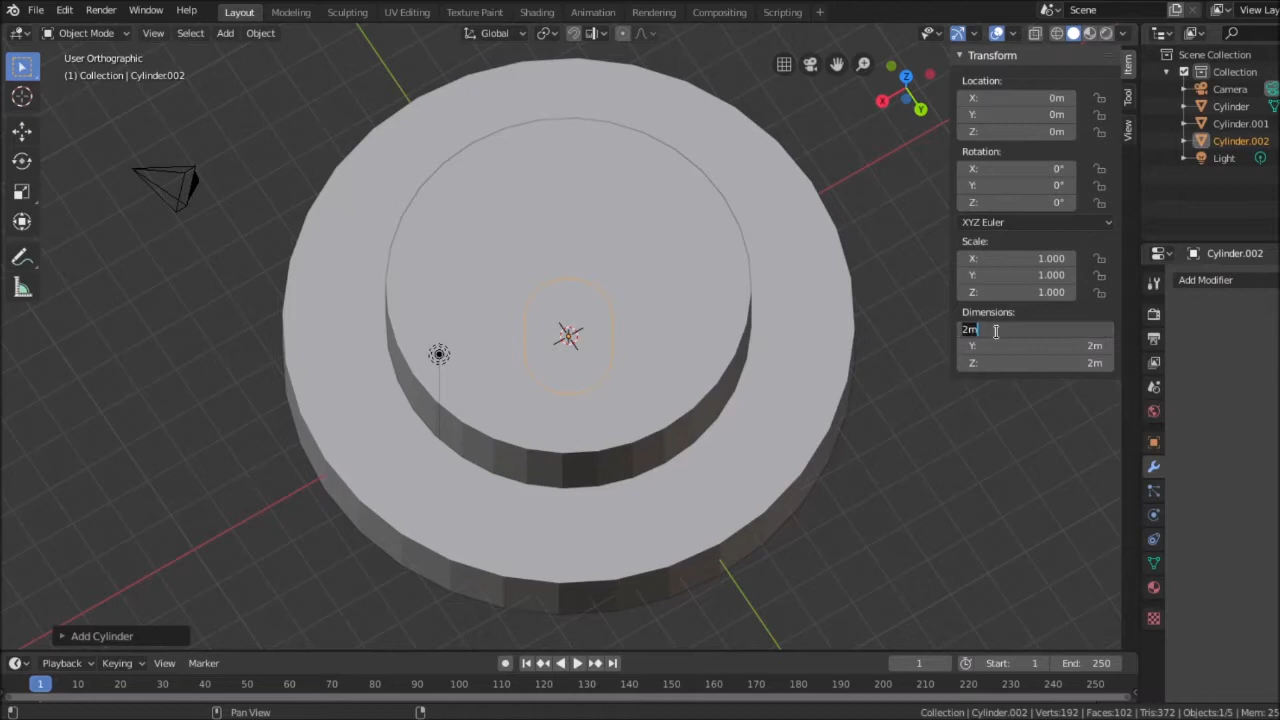 File Edit Render Window Help Layout Modeling Sculpting UV Editing Texture Paint Shading Animation Rendering Compositing Scripting + Scene View Lay
Object Mode View Select Add Object Global
User Orthographic
(1) Collection | Cylinder.002
Z
X
Y
Transform
Location:
X: 0m
Y: 0m
Z: 0m
Rotation:
X: 0°
Y: 0°
Z: 0°
XYZ Euler
Scale:
X: 1.000
Y: 1.000
Z: 1.000
Dimensions:
2m
Y: 2m
Z: 2m
Item
Tool
View
Scene Collection
Collection
Camera
Cylinder
Cylinder.001
Cylinder.002
Light
Cylinder.002
Add Modifier
Add Cylinder
Playback Keying View Marker 1 Start: 1 End: 250
1 10 20 30 40 50 60 70 80 90 100 110 120 130 140 150 160 170 180 190 200 210 220 230 240 250
Pan View Collection | Cylinder.002 | Verts:192 | Faces:102 | Tris:372 | Objects:1/5 | Mem: 25